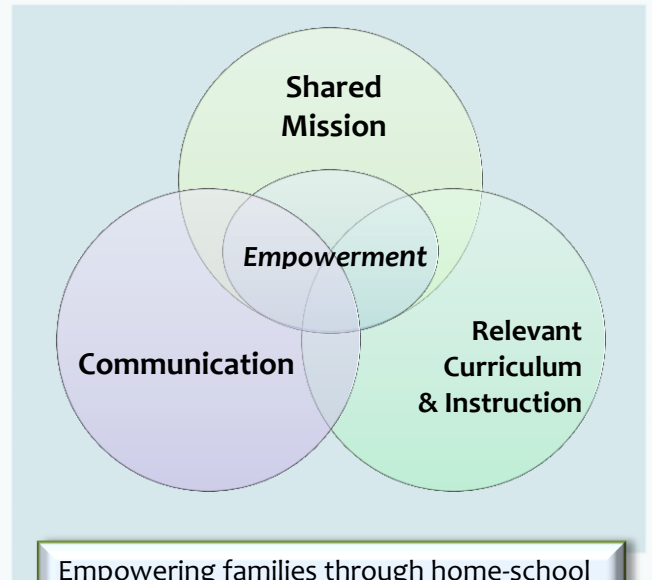 Shared
Mission
Empowerment
Communication
Relevant
Curriculum
& Instruction
Empowering families through home-school